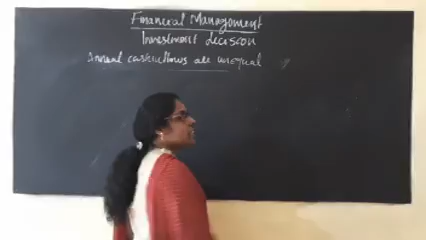 Financial Management
Investment decision
Annual cashinflows are unequal